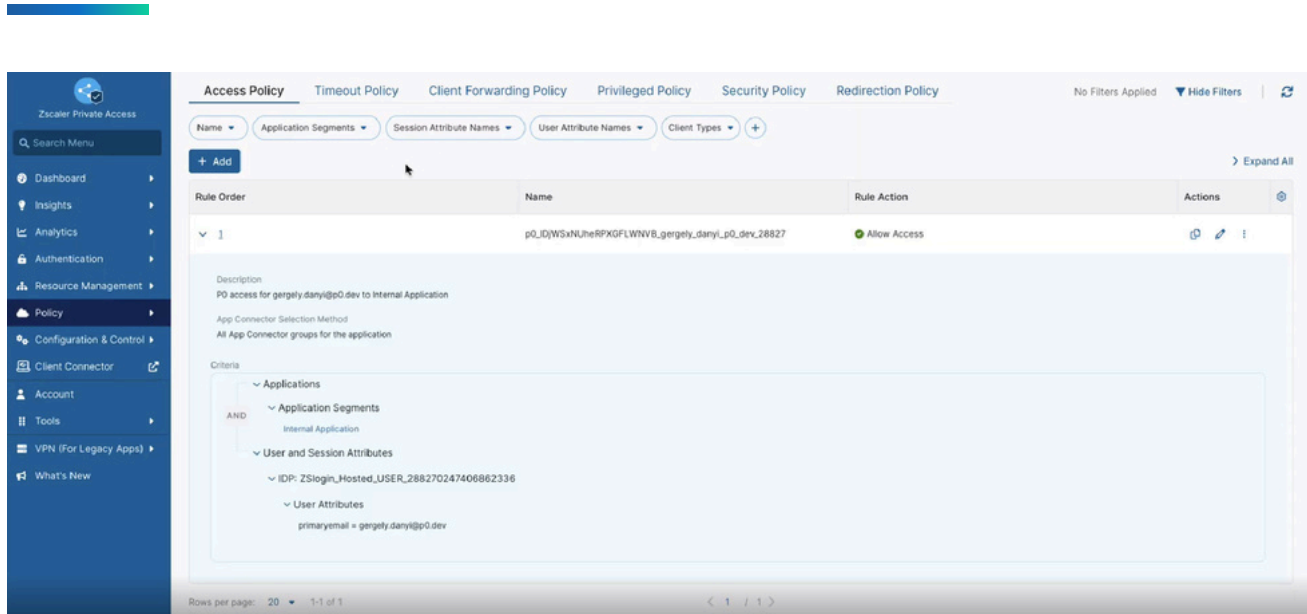 Zscaler Private Access
Search Menu
Dashboard
Insights
Analytics
Authentication
Resource Management
Policy
Configuration & Control
Client Connector
Account
Tools
VPN (For Legacy Apps)
What's New
Access Policy Timeout Policy Client Forwarding Policy Privileged Policy Security Policy Redirection Policy No Filters Applied Hide Filters
Name Application Segments Session Attribute Names User Attribute Names Client Types +
+ Add Expand All
Rule Order Name Rule Action Actions
1 p0_IDjWSxNUheRPXGFLWNVB_gergely_danyi_p0_dev_28827 Allow Access
Description
P0 access for gergely.danyi@p0.dev to Internal Application
App Connector Selection Method
All App Connector groups for the application
Criteria
Applications
AND
Application Segments
Internal Application
User and Session Attributes
IDP: ZSlogin_Hosted_USER_288270247406862336
User Attributes
primaryemail = gergely.danyi@p0.dev
Rows per page: 20 1-1 of 1 < 1 / 1 >